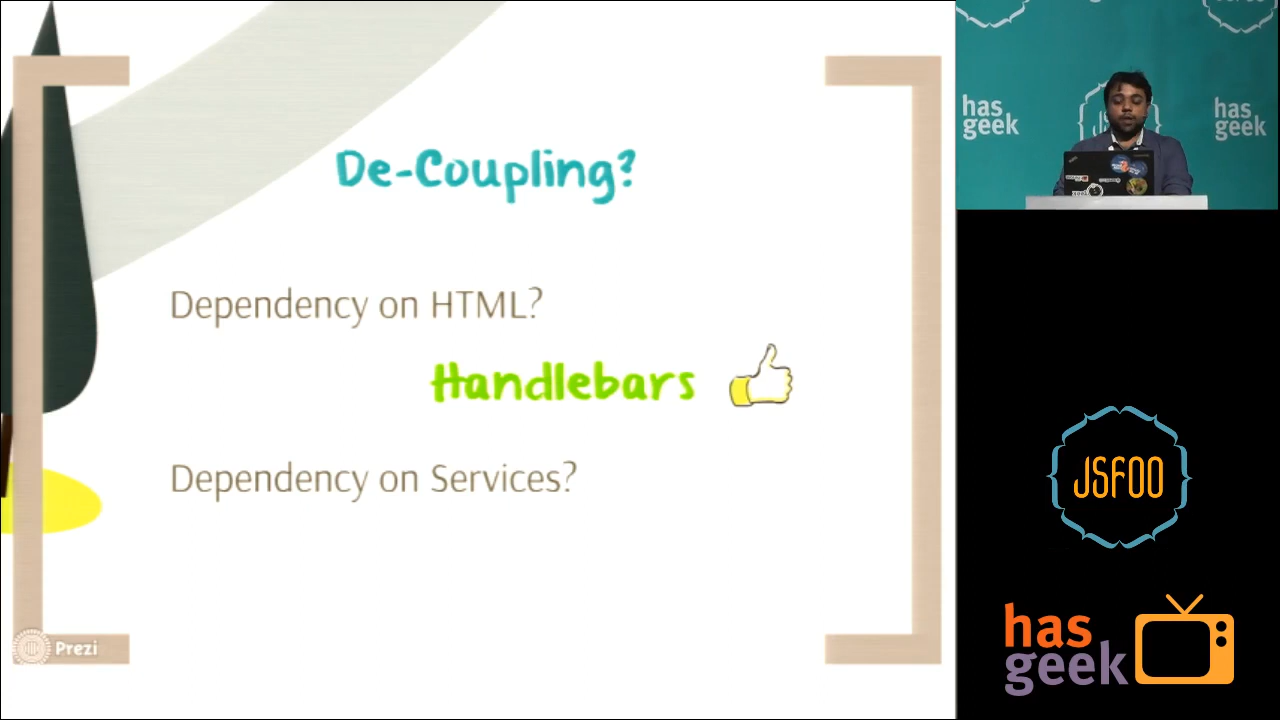 De-Coupling?
Dependency on HTML?
Handlebars
Dependency on Services?
Prezi
has
geek
has
geek
JSFOO
has
geek